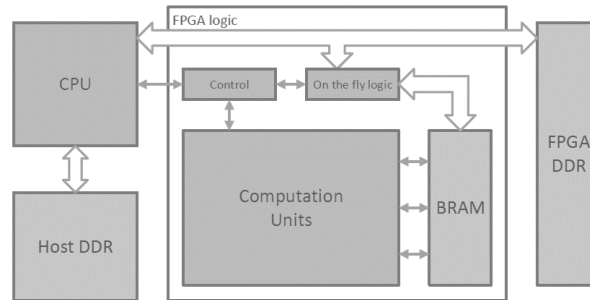 FPGA logic
CPU
Control
On the fly logic
FPGA
DDR
Computation
Units
BRAM
Host DDR